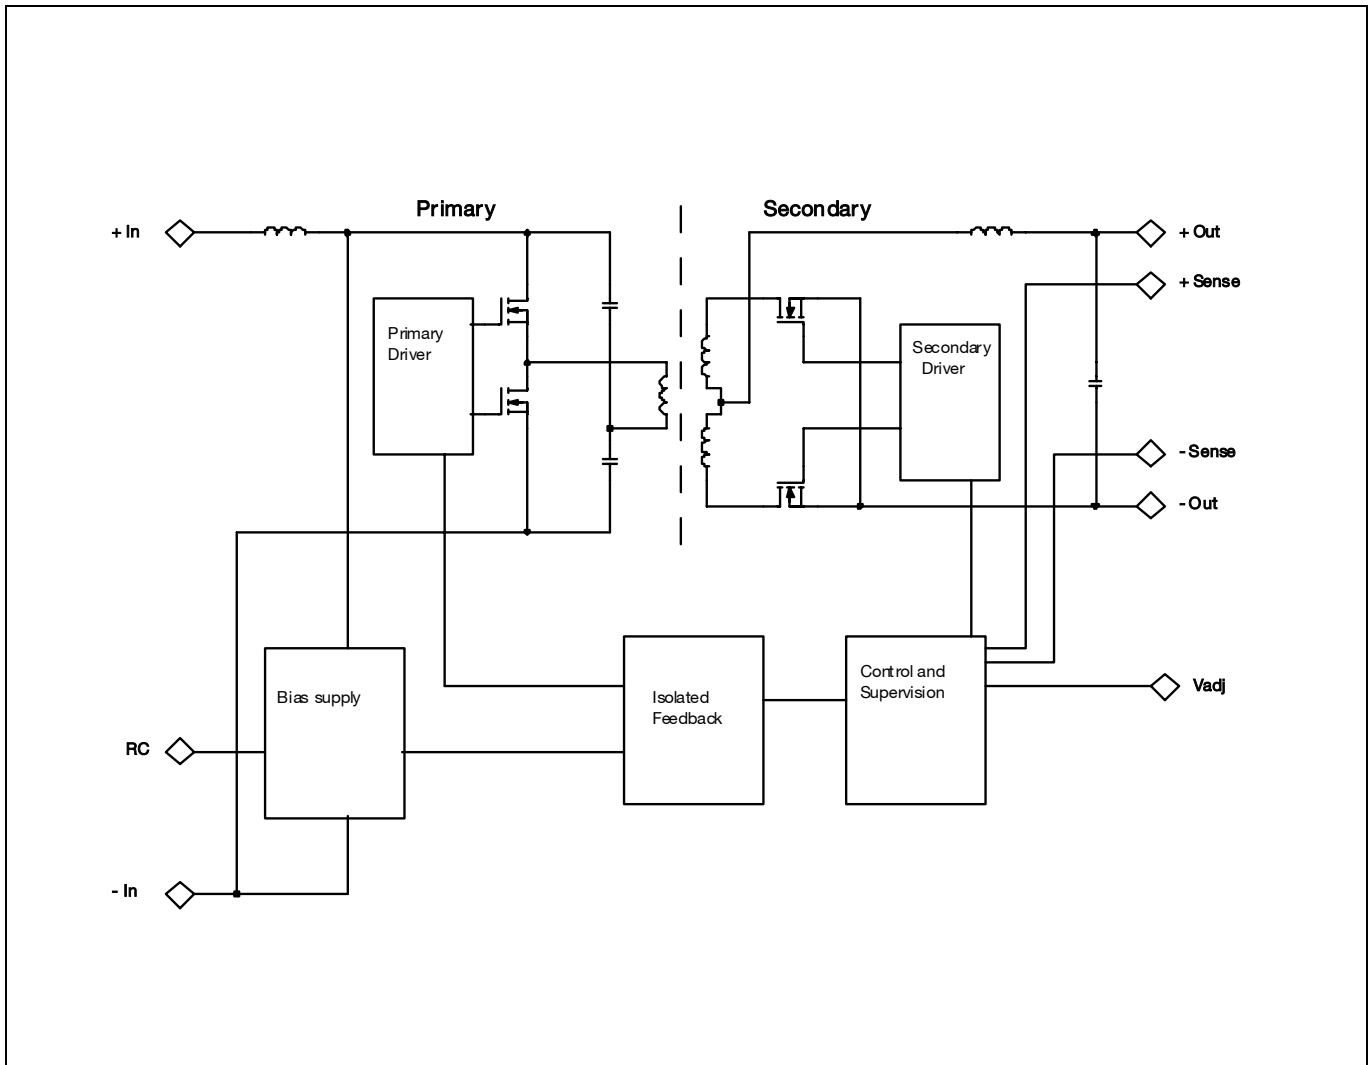 Primary
Secondary
+ In
+ Out
+ Sense
Primary
Driver
Secondary
Driver
- Sense
- Out
Bias supply
Isolated
Feedback
Control and
Supervision
Vadj
RC
- In